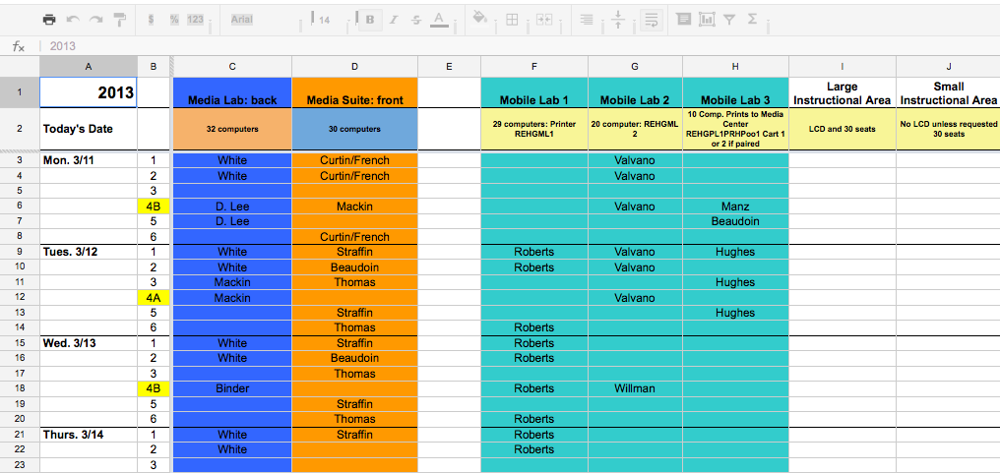 $ % 123 Arial 14 B I S A Σ
fx 2013
A B C D E F G H I J
1 2013 Media Lab: back Media Suite: front Mobile Lab 1 Mobile Lab 2 Mobile Lab 3 Large Instructional Area Small Instructional Area
2 Today's Date 32 computers 30 computers 29 computers: Printer REHGML1 20 computer: REHGML 2 10 Comp. Prints to Media Center REHGPL1PRHPoo1 Cart 1 or 2 if paired LCD and 30 seats No LCD unless requested 30 seats
3 Mon. 3/11 1 White Curtin/French Valvano
4 2 White Curtin/French Valvano
5 3
6 4B D. Lee Mackin Valvano Manz
7 5 D. Lee Beaudoin
8 6 Curtin/French
9 Tues. 3/12 1 White Straffin Roberts Valvano Hughes
10 2 White Beaudoin Roberts Valvano
11 3 Mackin Thomas Hughes
12 4A Mackin Valvano
13 5 Straffin Hughes
14 6 Thomas Roberts
15 Wed. 3/13 1 White Straffin Roberts
16 2 White Beaudoin Roberts
17 3 Thomas
18 4B Binder Roberts Willman
19 5 Straffin
20 6 Thomas Roberts
21 Thurs. 3/14 1 White Straffin Roberts
22 2 White Roberts
23 3